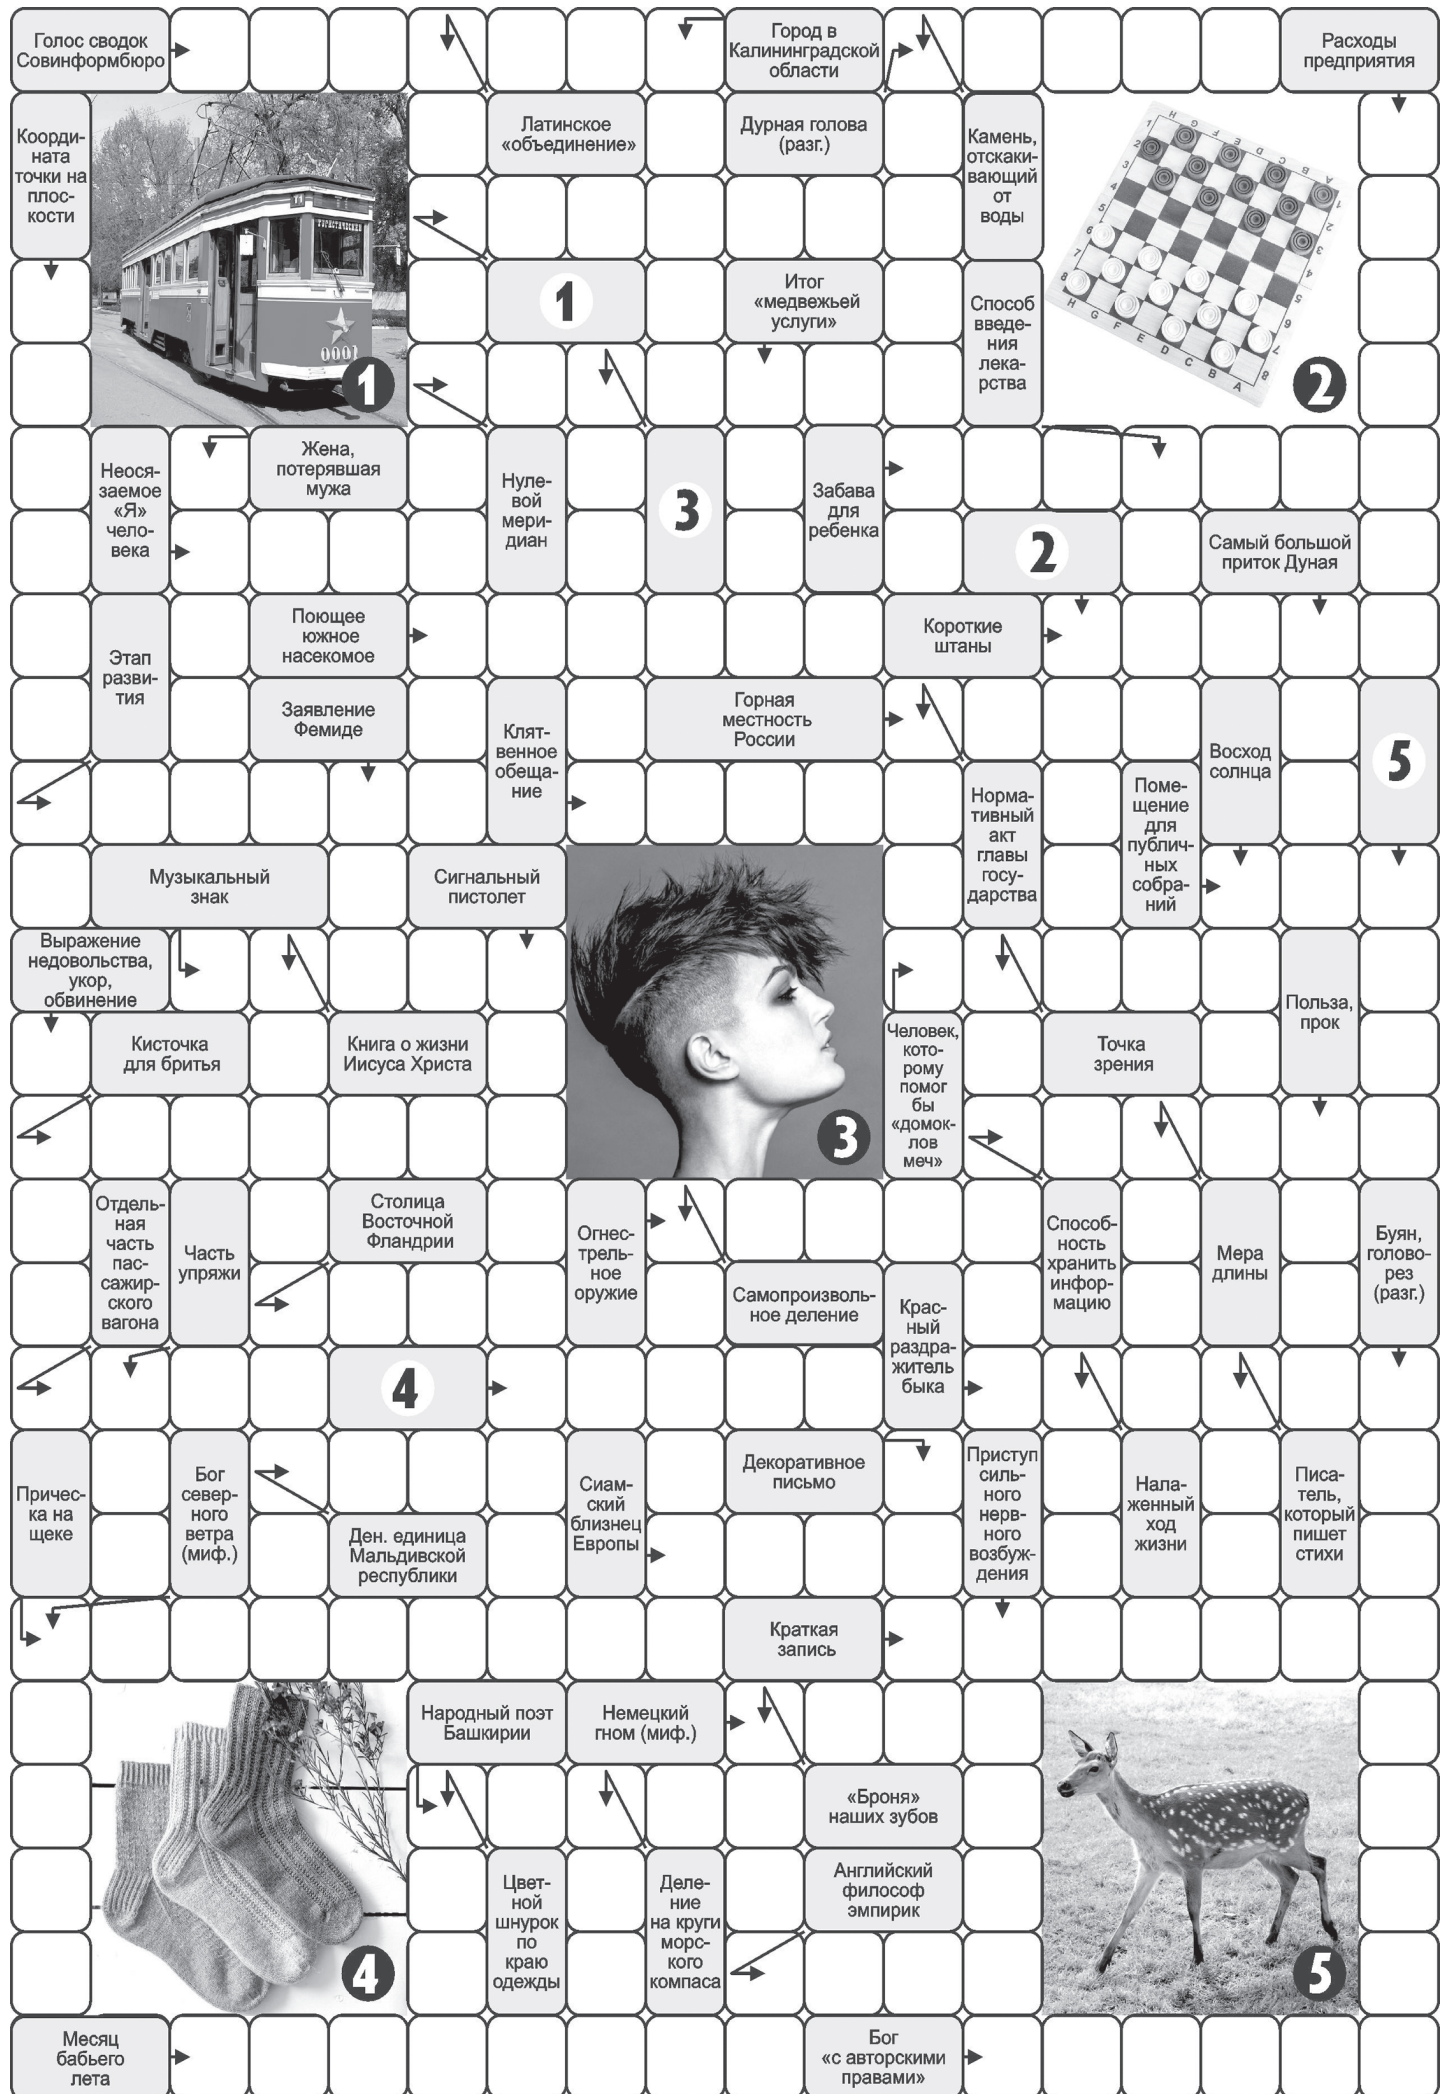 Голос сводок
Совинформбюро
Город в
Калининградской
области
Расходы
предприятия
Коорди-
ната
точки на
плос-
кости
Латинское
«объединение»
Дурная голова
(разг.)
Камень,
отскаки-
вающий
от
воды
1
Итог
«медвежьей
услуги»
Способ
введе-
ния
лека-
рства
0001
1
2
Неося-
заемое
«Я»
чело-
века
Жена,
потерявшая
мужа
Нуле-
вой
мери-
диан
3
Забава
для
ребенка
2
Самый большой
приток Дуная
Этап
разви-
тия
Поющее
южное
насекомое
Короткие
штаны
Заявление
Фемиде
Клят-
венное
обеща-
ние
Горная
местность
России
Восход
солнца
5
Норма-
тивный
акт
главы
госу-
дарства
Поме-
щение
для
публич-
ных
собра-
ний
Музыкальный
знак
Сигнальный
пистолет
Выражение
недовольства,
укор,
обвинение
Польза,
прок
Кисточка
для бритья
Книга о жизни
Иисуса Христа
Человек,
кото-
рому
помог
бы
«домок-
лов
меч»
Точка
зрения
3
Отдель-
ная
часть
пас-
сажир-
ского
вагона
Часть
упряжи
Столица
Восточной
Фландрии
Огнес-
трель-
ное
оружие
Способ-
ность
хранить
инфор-
мацию
Мера
длины
Буян,
голово-
рез
(разг.)
Самопроизволь-
ное деление
Крас-
ный
раздра-
житель
быка
4
Причес-
ка на
щеке
Бог
север-
ного
ветра
(миф.)
Сиам-
ский
близнец
Европы
Декоративное
письмо
Приступ
силь-
ного
нерв-
ного
возбуж-
дения
Нала-
женный
ход
жизни
Писа-
тель,
который
пишет
стихи
Ден. единица
Мальдивской
республики
Краткая
запись
Народный поэт
Башкирии
Немецкий
гном (миф.)
«Броня»
наших зубов
Цвет-
ной
шнурок
по
краю
одежды
Деле-
ние
на круги
морс-
кого
компаса
Английский
философ
эмпирик
4
5
Месяц
бабьего
лета
Бог
«с авторскими
правами»